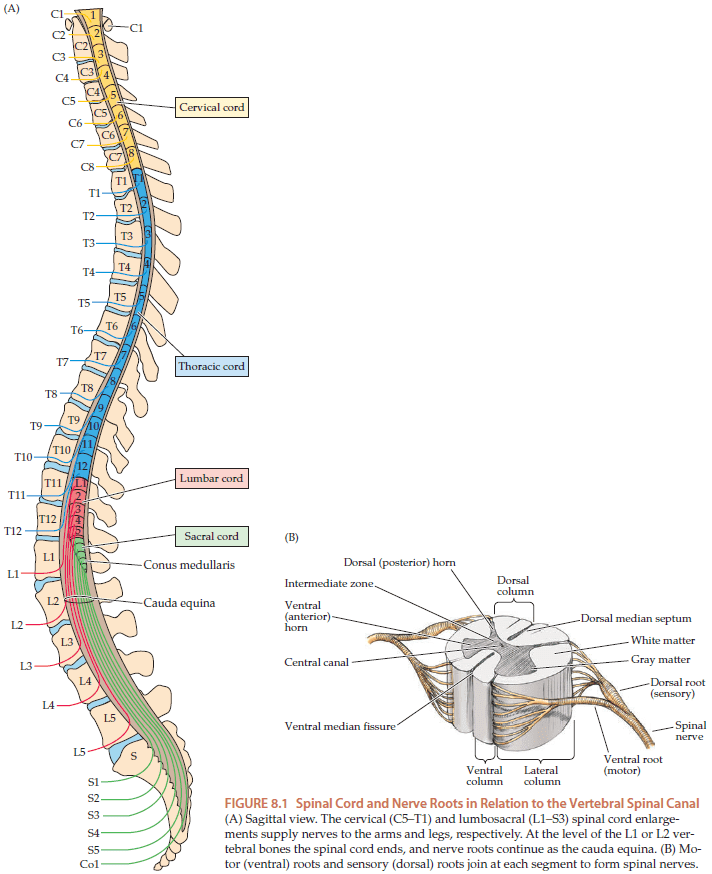 (A)
C1
1
C1
C2
2
C2
3
C3
C3
4
C4
C4
5
C5
Cervical cord
C5
6
C6
C6
7
C7
C7
8
C8
T1
T1
T1
T2
2
T2
T3
3
T3
T4
4
T4
T5
5
T5
T6
6
T6
T7
7
T7
Thoracic cord
T8
8
T8
9
T9
T9
10
T10
11
T10
12
T11
L1
Lumbar cord
T11
2
3
T12
4
T12
5
Sacral cord
L1
Conus medullaris
L1
L2
Cauda equina
L2
L3
L3
L4
L4
L5
L5
S
S1
S2
S3
S4
S5
Co1
(B)
Dorsal (posterior) horn
Intermediate zone
Dorsal
column
Ventral
(anterior)
horn
Dorsal median septum
White matter
Central canal
Gray matter
Dorsal root
(sensory)
Ventral median fissure
Spinal
nerve
Ventral root
(motor)
Ventral
column
Lateral
column
FIGURE 8.1 Spinal Cord and Nerve Roots in Relation to the Vertebral Spinal Canal
(A) Sagittal view. The cervical (C5–T1) and lumbosacral (L1–S3) spinal cord enlarge-
ments supply nerves to the arms and legs, respectively. At the level of the L1 or L2 ver-
tebral bones the spinal cord ends, and nerve roots continue as the cauda equina. (B) Mo-
tor (ventral) roots and sensory (dorsal) roots join at each segment to form spinal nerves.